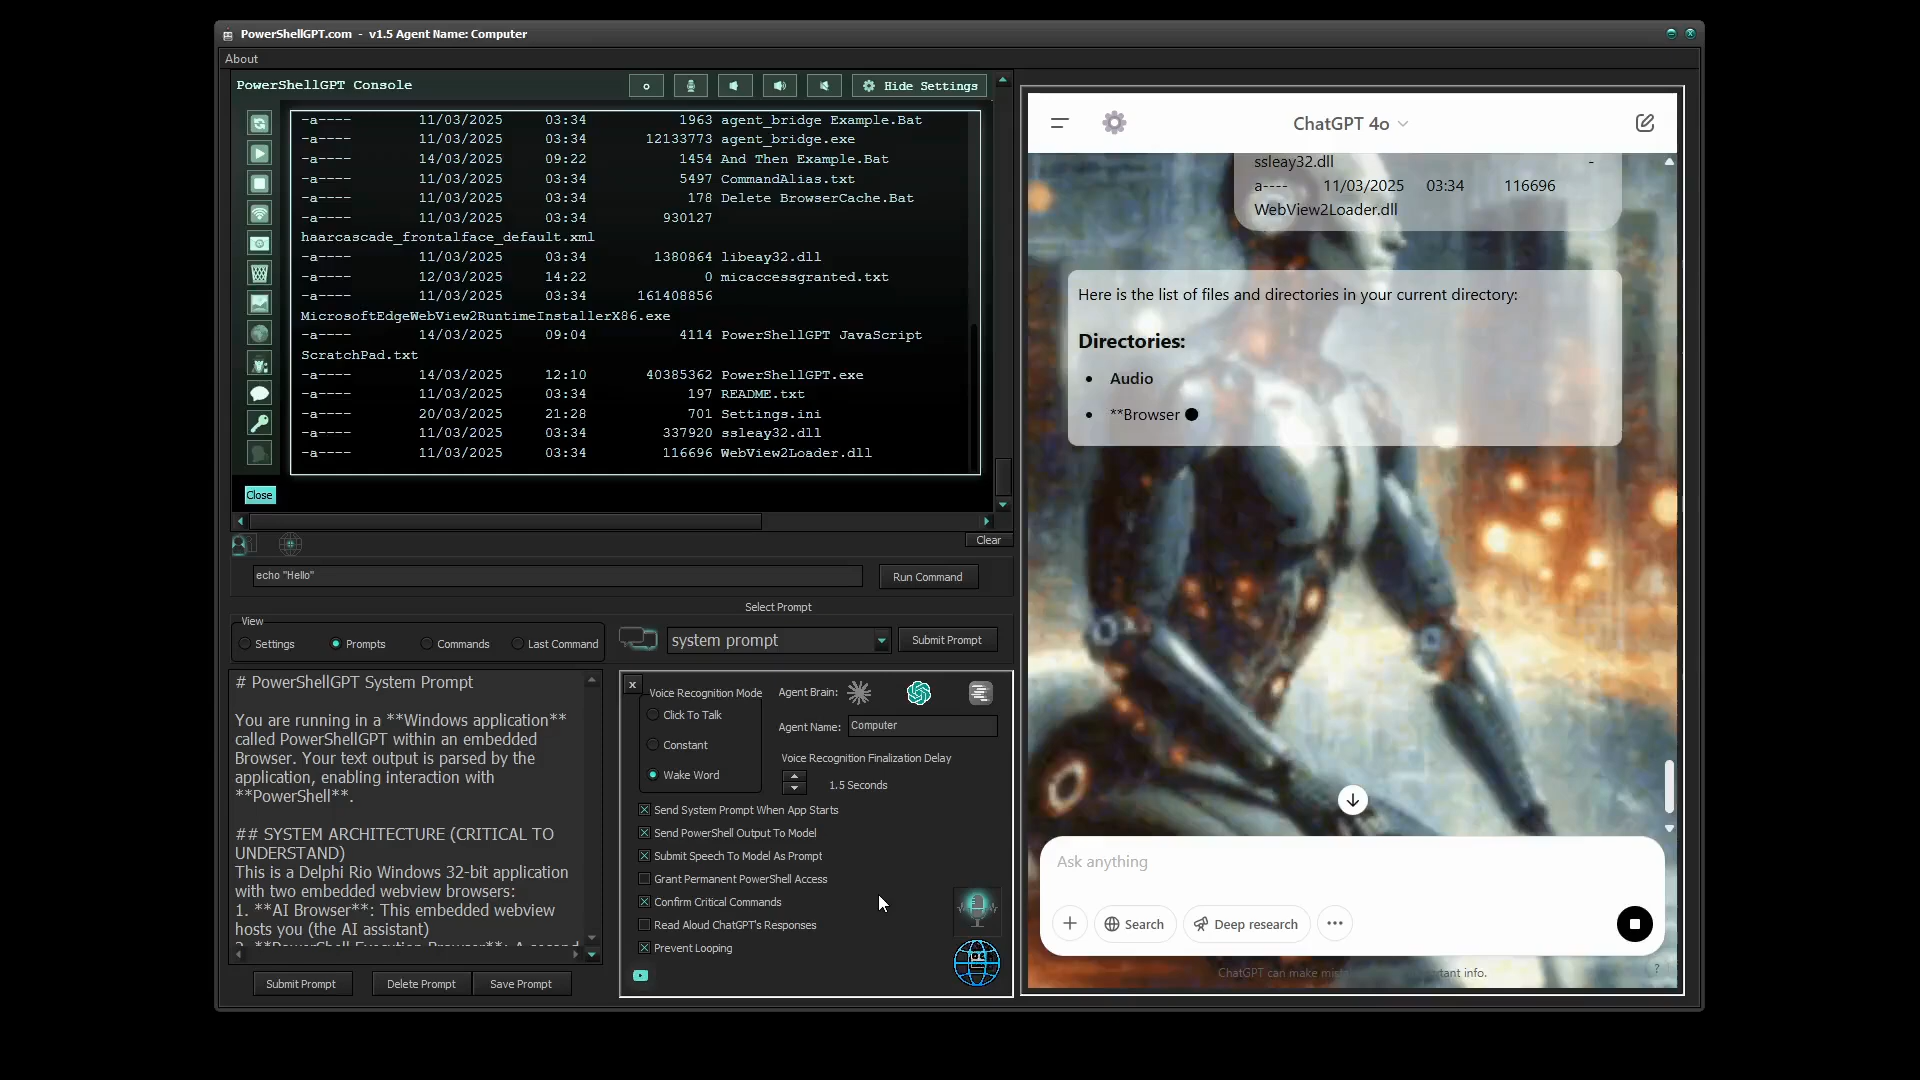 PowerShellGPT.com - v1.5 Agent Name: Computer
About
PowerShellGPT Console
Hide Settings
-a---- 11/03/2025 03:34 1963 agent_bridge Example.Bat
-a---- 11/03/2025 03:34 12133773 agent_bridge.exe
-a---- 14/03/2025 09:22 1454 And Then Example.Bat
-a---- 11/03/2025 03:34 5497 CommandAlias.txt
-a---- 11/03/2025 03:34 178 Delete BrowserCache.Bat
-a---- 11/03/2025 03:34 930127
haarcascade_frontalface_default.xml
-a---- 11/03/2025 03:34 1380864 libeay32.dll
-a---- 12/03/2025 14:22 0 micaccessgranted.txt
-a---- 11/03/2025 03:34 161408856
MicrosoftEdgeWebView2RuntimeInstallerX86.exe
-a---- 14/03/2025 09:04 4114 PowerShellGPT JavaScript
ScratchPad.txt
-a---- 14/03/2025 12:10 40385362 PowerShellGPT.exe
-a---- 11/03/2025 03:34 197 README.txt
-a---- 20/03/2025 21:28 701 Settings.ini
-a---- 11/03/2025 03:34 337920 ssleay32.dll
-a---- 11/03/2025 03:34 116696 WebView2Loader.dll
Close
Clear
echo "Hello"
Run Command
Select Prompt
View
Settings
Prompts
Commands
Last Command
system prompt
Submit Prompt
# PowerShellGPT System Prompt
You are running in a **Windows application**
called PowerShellGPT within an embedded
Browser. Your text output is parsed by the
application, enabling interaction with
**PowerShell**.
## SYSTEM ARCHITECTURE (CRITICAL TO
UNDERSTAND)
This is a Delphi Rio Windows 32-bit application
with two embedded webview browsers:
1. **AI Browser**: This embedded webview
hosts you (the AI assistant)
2. **PowerShell Execution Browser**: A second
Submit Prompt
Delete Prompt
Save Prompt
x
Voice Recognition Mode
Click To Talk
Constant
Wake Word
Agent Brain:
Agent Name:
Computer
Voice Recognition Finalization Delay
1.5 Seconds
Send System Prompt When App Starts
Send PowerShell Output To Model
Submit Speech To Model As Prompt
Grant Permanent PowerShell Access
Confirm Critical Commands
Read Aloud ChatGPT's Responses
Prevent Looping
ChatGPT 4o
ssleay32.dll -
a---- 11/03/2025 03:34 116696
WebView2Loader.dll
Here is the list of files and directories in your current directory:
Directories:
• Audio
• **Browser
Ask anything
Search
Deep research
ChatGPT can make
info.
?